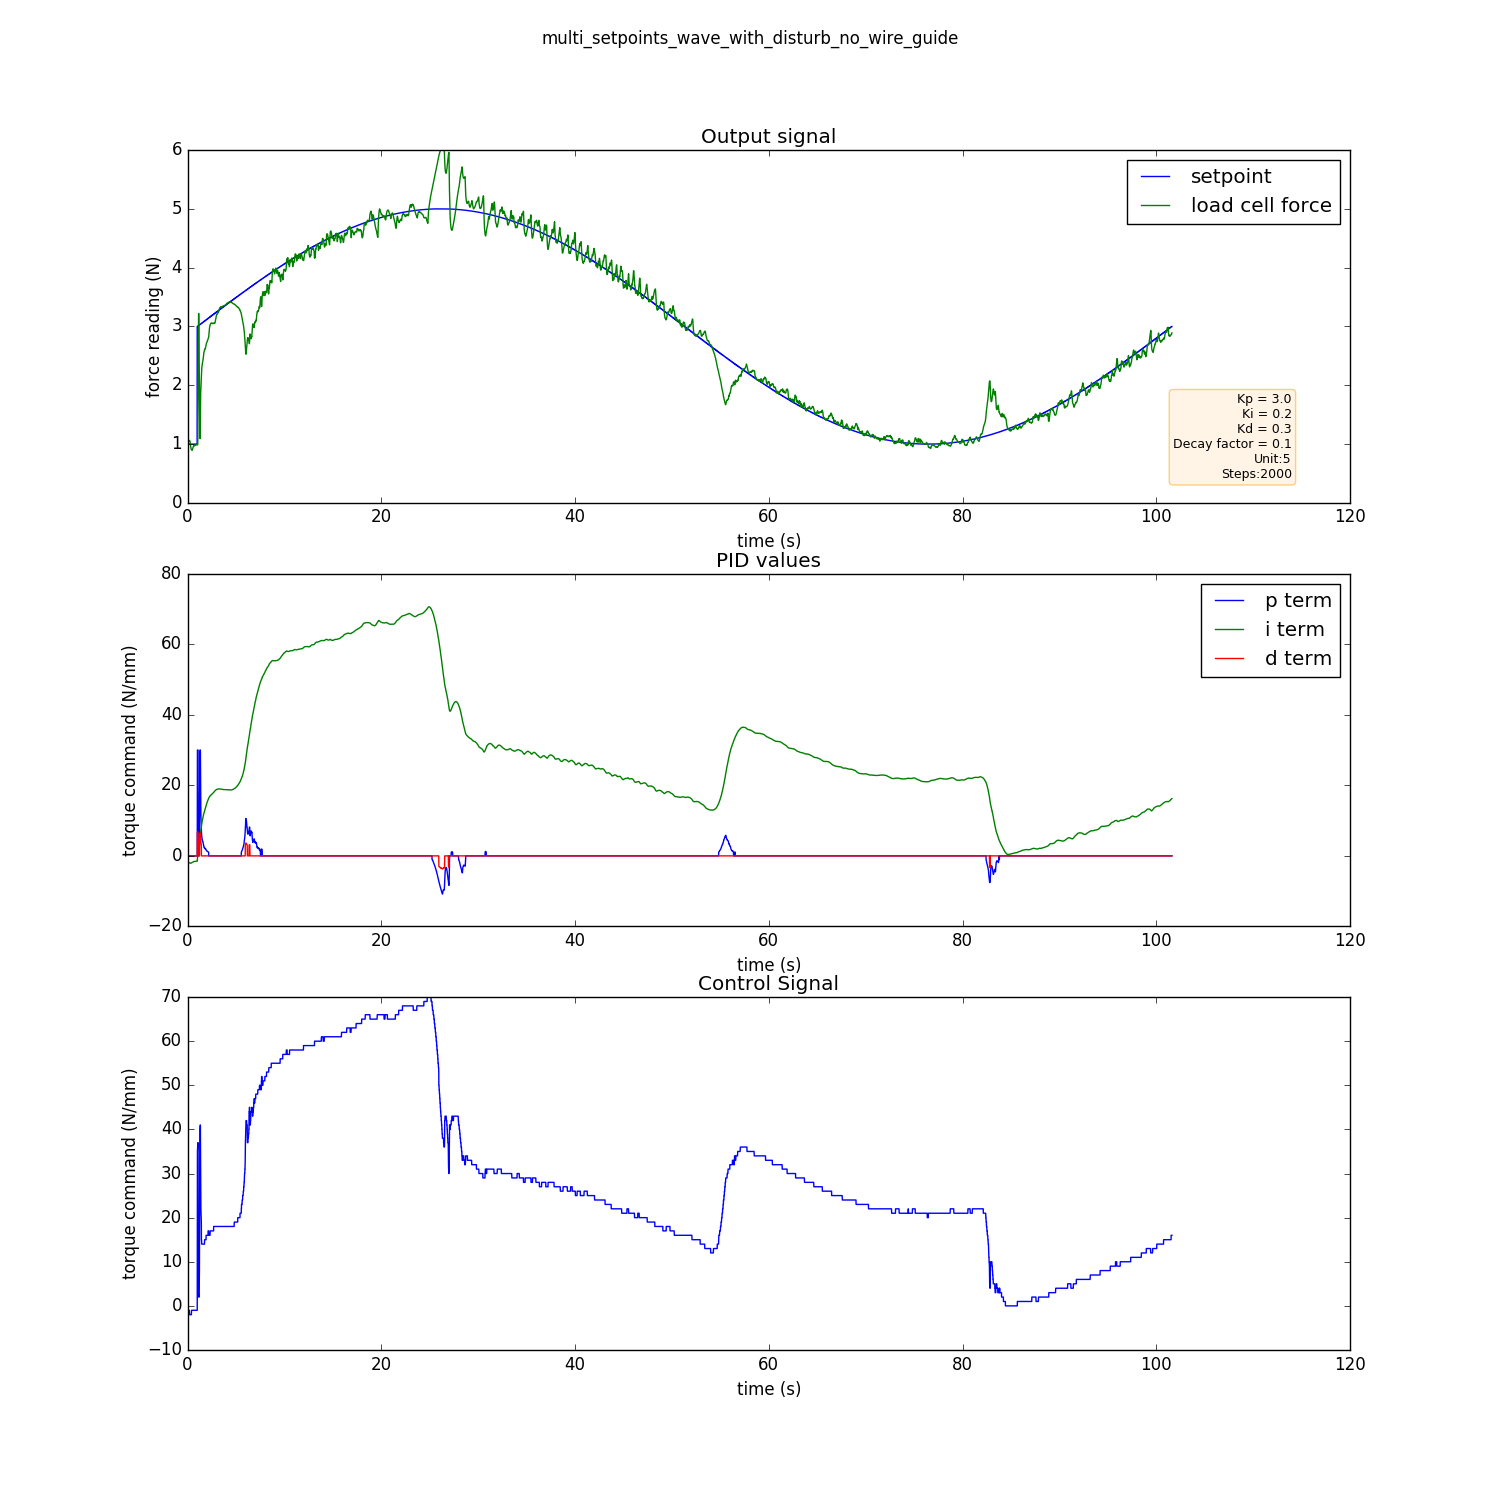 multi_setpoints_wave_with_disturb_no_wire_guide
Output signal
force reading (N)
6
5
4
3
2
1
0
setpoint
load cell force
Kp = 3.0
Ki = 0.2
Kd = 0.3
Decay factor = 0.1
Unit:5
Steps:2000
0 20 40 60 80 100 120
time (s)
PID values
torque command (N/mm)
80
60
40
20
0
−20
p term
i term
d term
0 20 40 60 80 100 120
time (s)
Control Signal
torque command (N/mm)
70
60
50
40
30
20
10
0
−10
0 20 40 60 80 100 120
time (s)